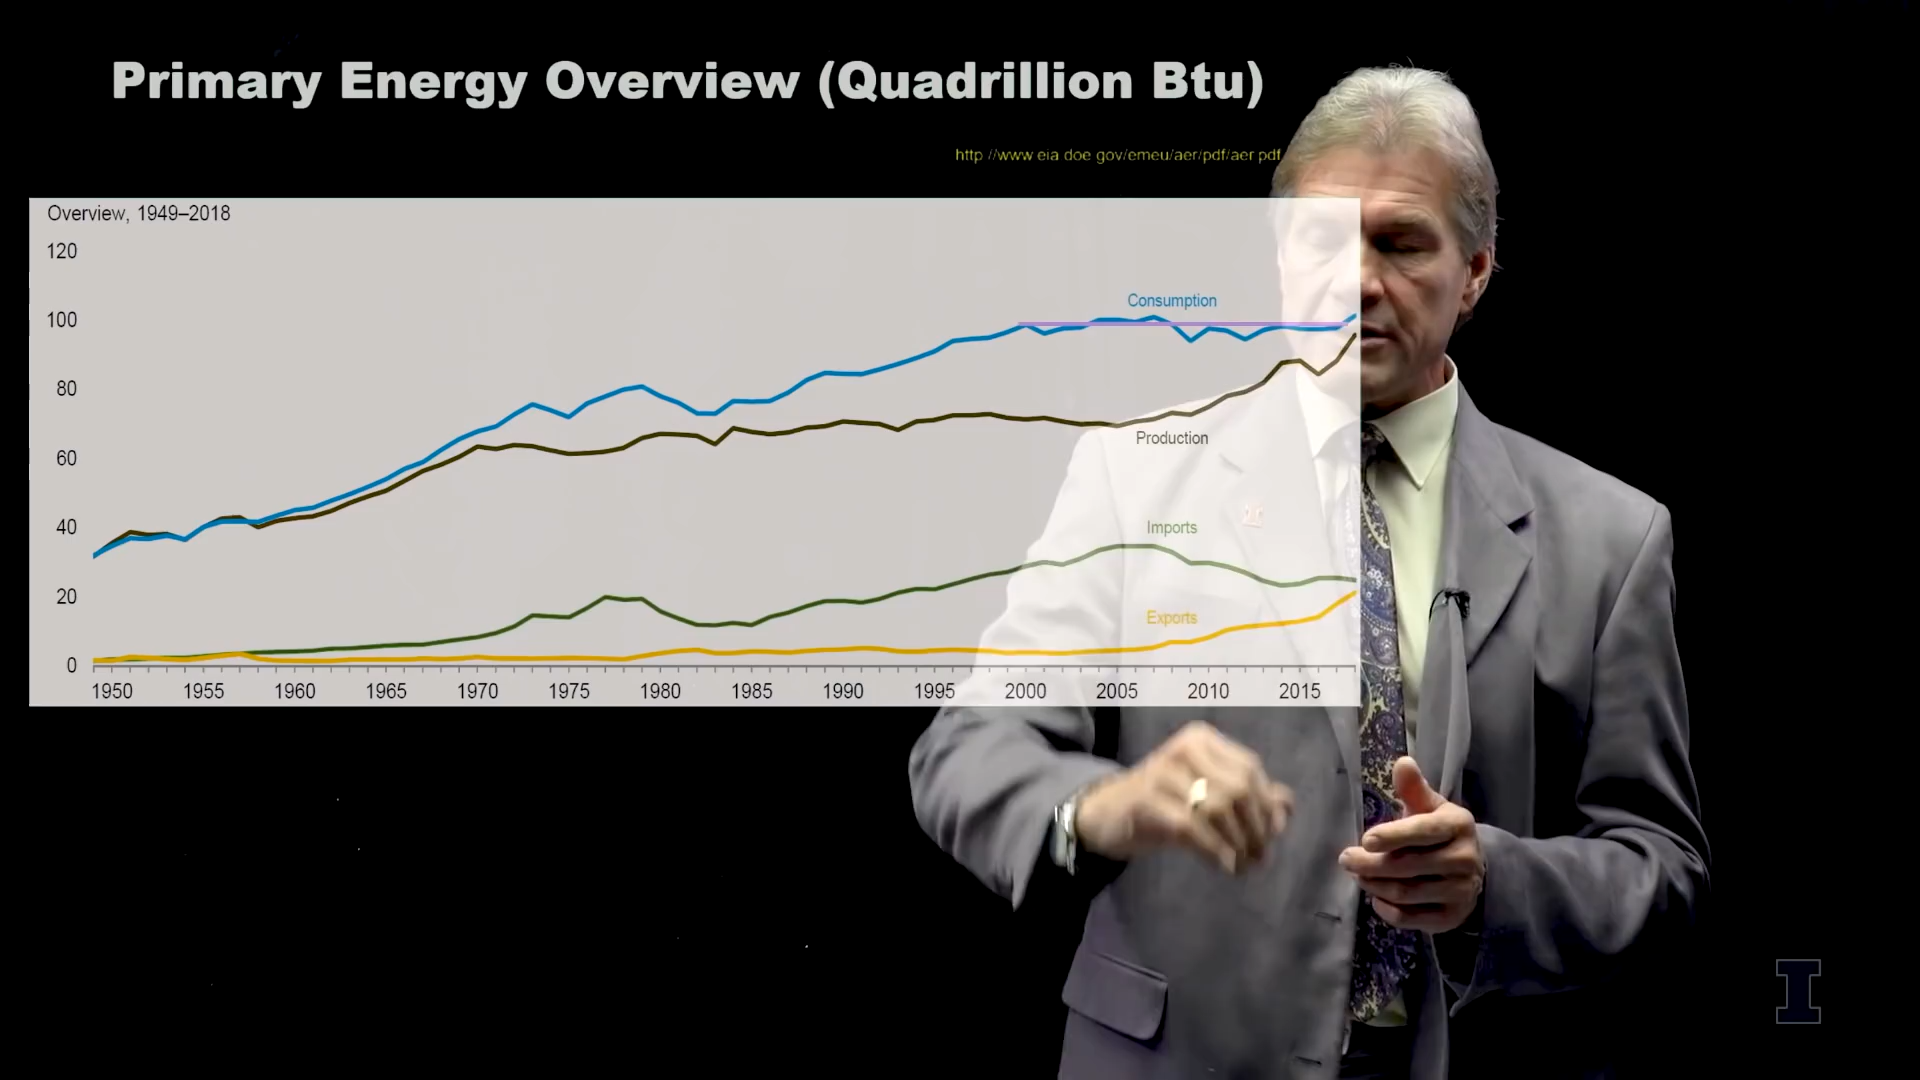 Primary Energy Overview (Quadrillion Btu)
http //www eia doe gov/emeu/aer/pdf/aer pdf
Overview, 1949–2018
120
100
80
60
40
20
0
Consumption
Production
Imports
Exports
1950 1955 1960 1965 1970 1975 1980 1985 1990 1995 2000 2005 2010 2015
I